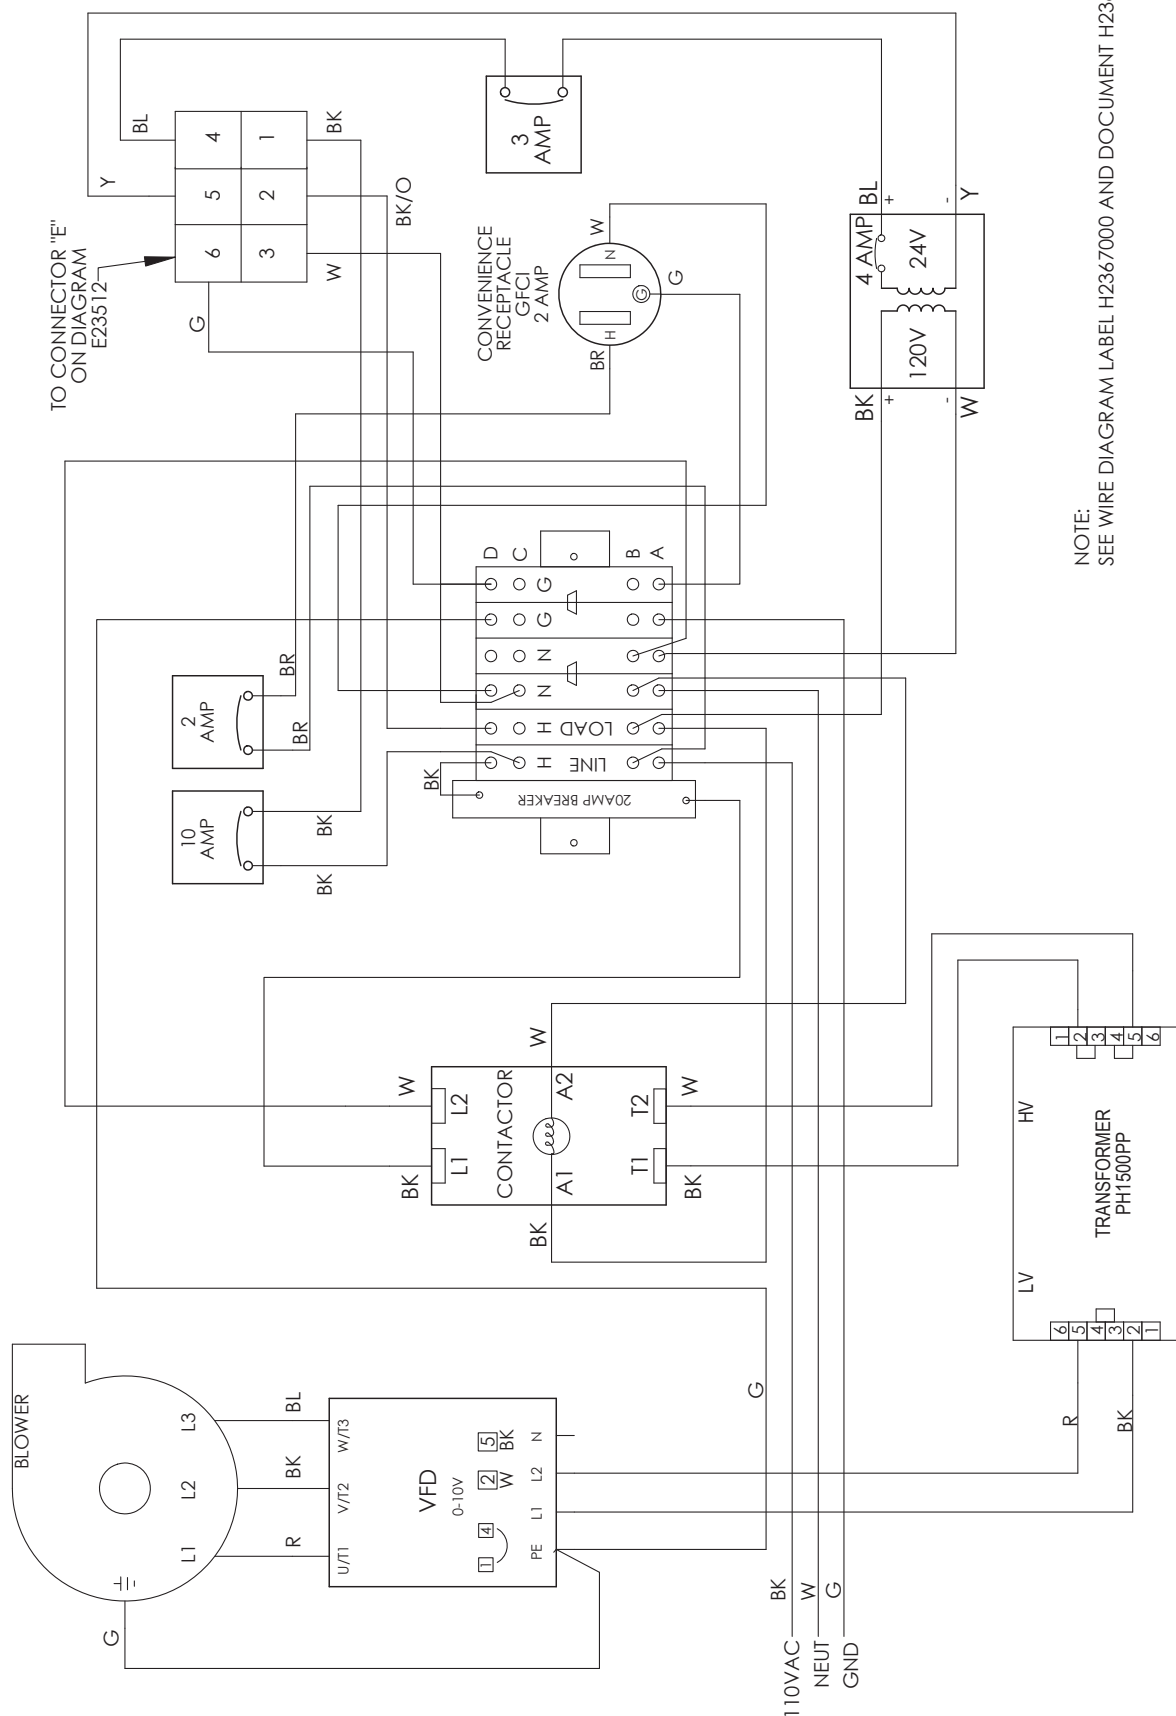 TO CONNECTOR "E"
ON DIAGRAM
E23512
BL
Y
4
5
6
1
2
3
BK
BK/O
W
G
3
AMP
CONVENIENCE
RECEPTACLE
GFCI
2 AMP
W
N
G
G
H
BR
4 AMP
BL
+
-
Y
24V
120V
BK
+
-
W
NOTE:
SEE WIRE DIAGRAM LABEL H2367000 AND DOCUMENT
2
AMP
BR
BR
10
AMP
BK
BK
D
C
B
A
G
G
N
N
H LOAD
H LINE
BK
20AMP BREAKER
W
BK
L2
L1
CONTACTOR
W
A2
A1
BK
T2
T1
W
BK
HV
LV
TRANSFORMER
PH1500PP
1
2
3
4
5
6
6
5
4
3
2
1
BLOWER
L1
L2
L3
G
R
BK
BL
U/T1
V/T2
W/T3
VFD
0-10V
1
4
2
W
5
BK
PE
L1
L2
N
G
R
BK
110VAC
BK
NEUT
W
GND
G